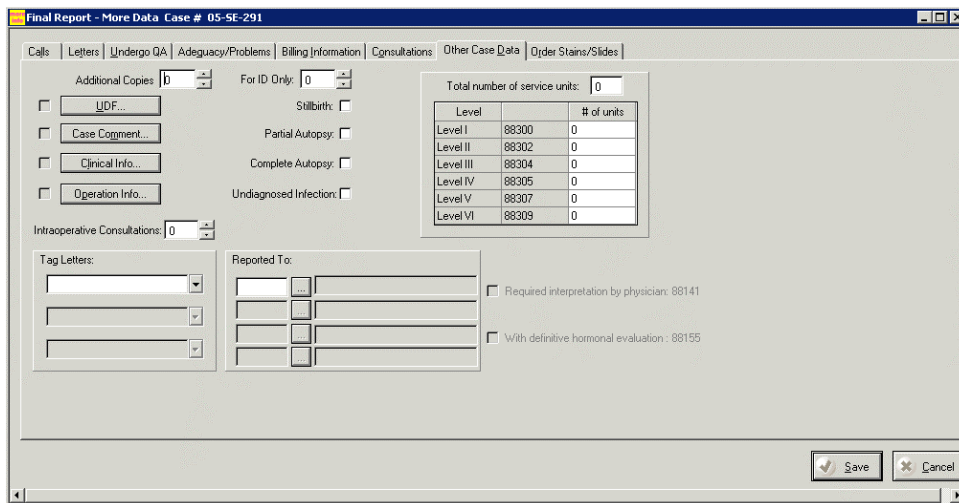 more info Final Report - More Data Case # 05-SE-291
Calls Letters Undergo QA Adeguacy/Problems Billing Information Consultations Other Case Data Order Stains/Slides
Additional Copies 0 For ID Only: 0
Total number of service units: 0
UDF... Stillbirth:
Level # of units
Level I 88300 0
Case Comment... Partial Autopsy:
Level II 88302 0
Level III 88304 0
Clinical Info... Complete Autopsy:
Level IV 88305 0
Operation Info... Undiagnosed Infection:
Level V 88307 0
Level VI 88309 0
Intraoperative Consultations: 0
Tag Letters: Reported To:
...
Required interpretation by physician: 88141
...
...
With definitive hormonal evaluation : 88155
...
Save Cancel